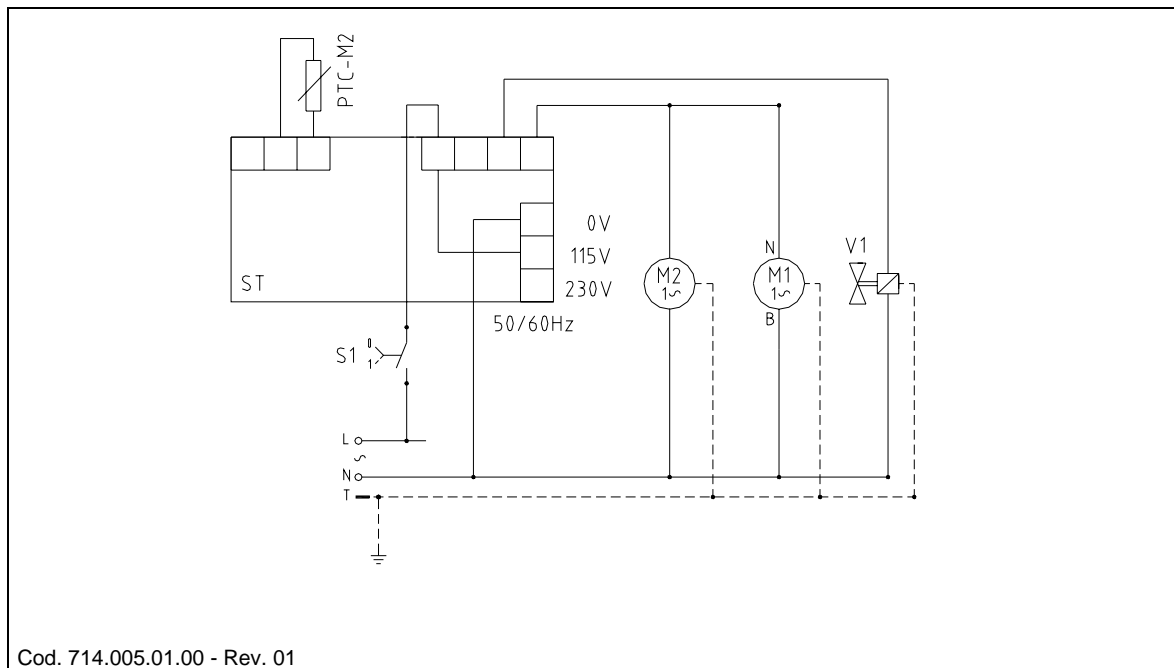 PTC-M2
0V
115V
230V
ST
50/60Hz
M2
1~
N
M1
1~
B
V1
S1
0
1
L
~
N
T
Cod. 714.005.01.00 - Rev. 01